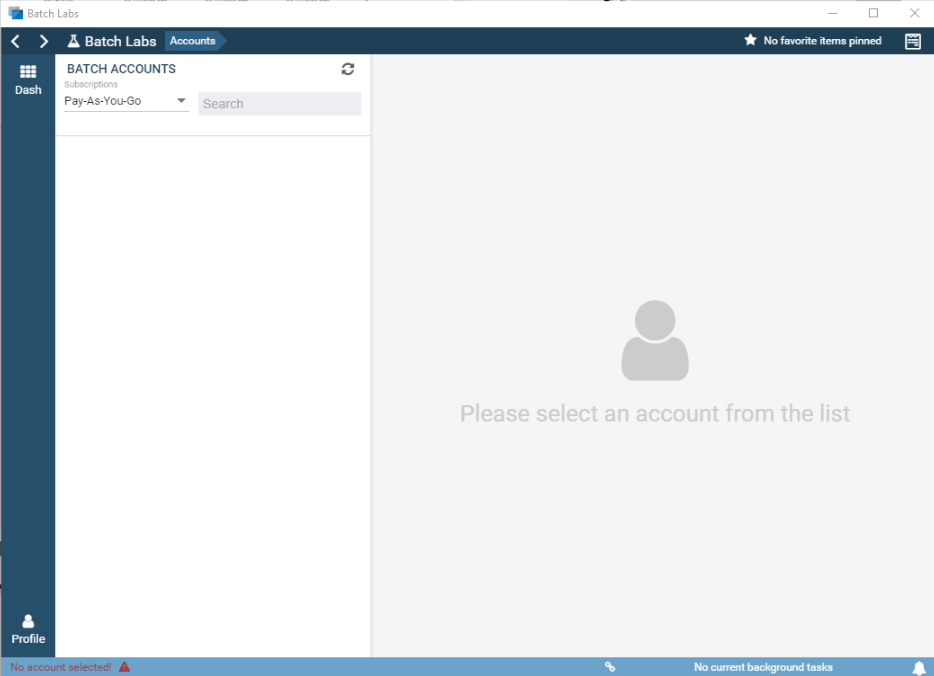 Batch Labs
Batch Labs Accounts No favorite items pinned
Dash
BATCH ACCOUNTS
Subscriptions
Pay-As-You-Go
Search
Please select an account from the list
Profile
No account selected! No current background tasks